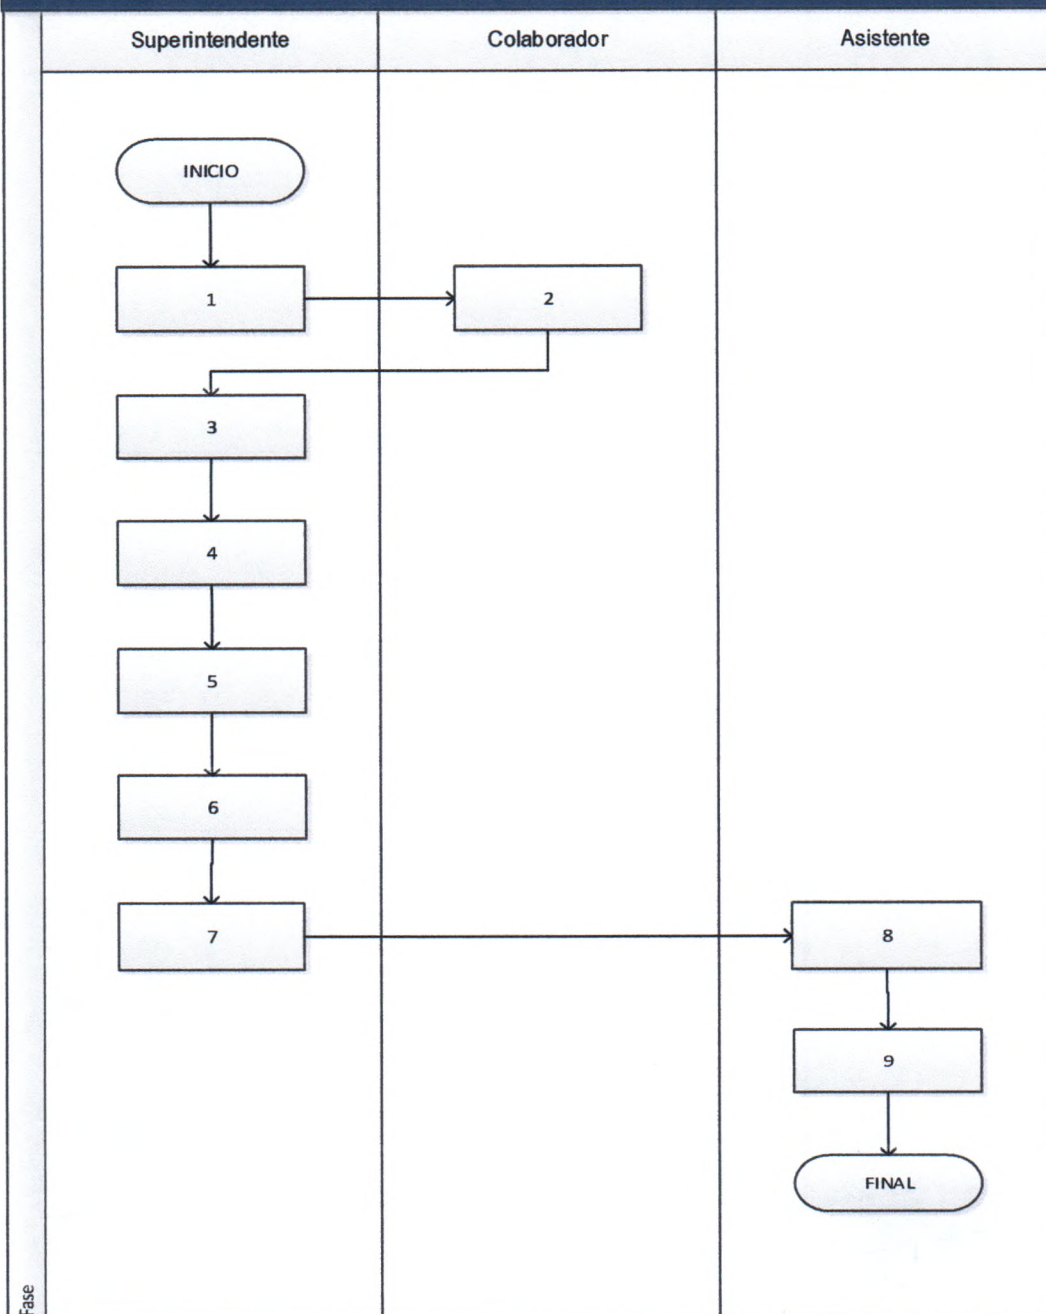 Superintendente
Colaborador
Asistente
INICIO
1
2
3
4
5
6
7
8
9
FINAL
Fase